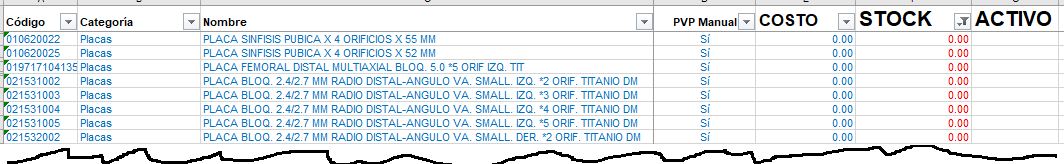 Código Categoría Nombre PVP Manual COSTO STOCK ACTIVO
010620022 Placas PLACA SINFISIS PUBICA X 4 ORIFICIOS X 55 MM Sí 0.00 0.00
010620025 Placas PLACA SINFISIS PUBICA X 4 ORIFICIOS X 52 MM Sí 0.00 0.00
019717104135 Placas PLACA FEMORAL DISTAL MULTIAXIAL BLOQ. 5.0 *5 ORIF IZQ. TIT Sí 0.00 0.00
021531002 Placas PLACA BLOQ. 2.4/2.7 MM RADIO DISTAL-ANGULO VA. SMALL. IZQ. *2 ORIF. TITANIO DM Sí 0.00 0.00
021531003 Placas PLACA BLOQ. 2.4/2.7 MM RADIO DISTAL-ANGULO VA. SMALL. IZQ. *3 ORIF. TITANIO DM Sí 0.00 0.00
021531004 Placas PLACA BLOQ. 2.4/2.7 MM RADIO DISTAL-ANGULO VA. SMALL. IZQ. *4 ORIF. TITANIO DM Sí 0.00 0.00
021531005 Placas PLACA BLOQ. 2.4/2.7 MM RADIO DISTAL-ANGULO VA. SMALL. IZQ. *5 ORIF. TITANIO DM Sí 0.00 0.00
021532002 Placas PLACA BLOQ. 2.4/2.7 MM RADIO DISTAL-ANGULO VA. SMALL. DER. *2 ORIF. TITANIO DM Sí 0.00 0.00